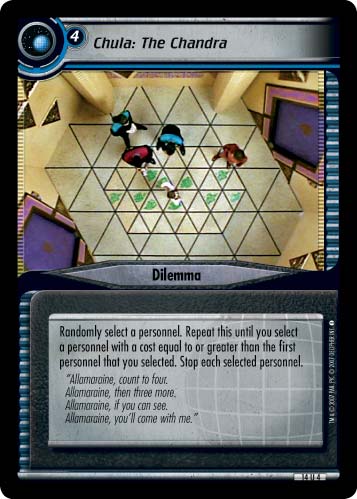 4
Chula: The Chandra
Dilemma
Randomly select a personnel. Repeat this until you select
a personnel with a cost equal to or greater than the first
personnel that you selected. Stop each selected personnel.
"Allamaraine, count to four.
Allamaraine, then three more.
Allamaraine, if you can see.
Allamaraine, you'll come with me."
14 U 4